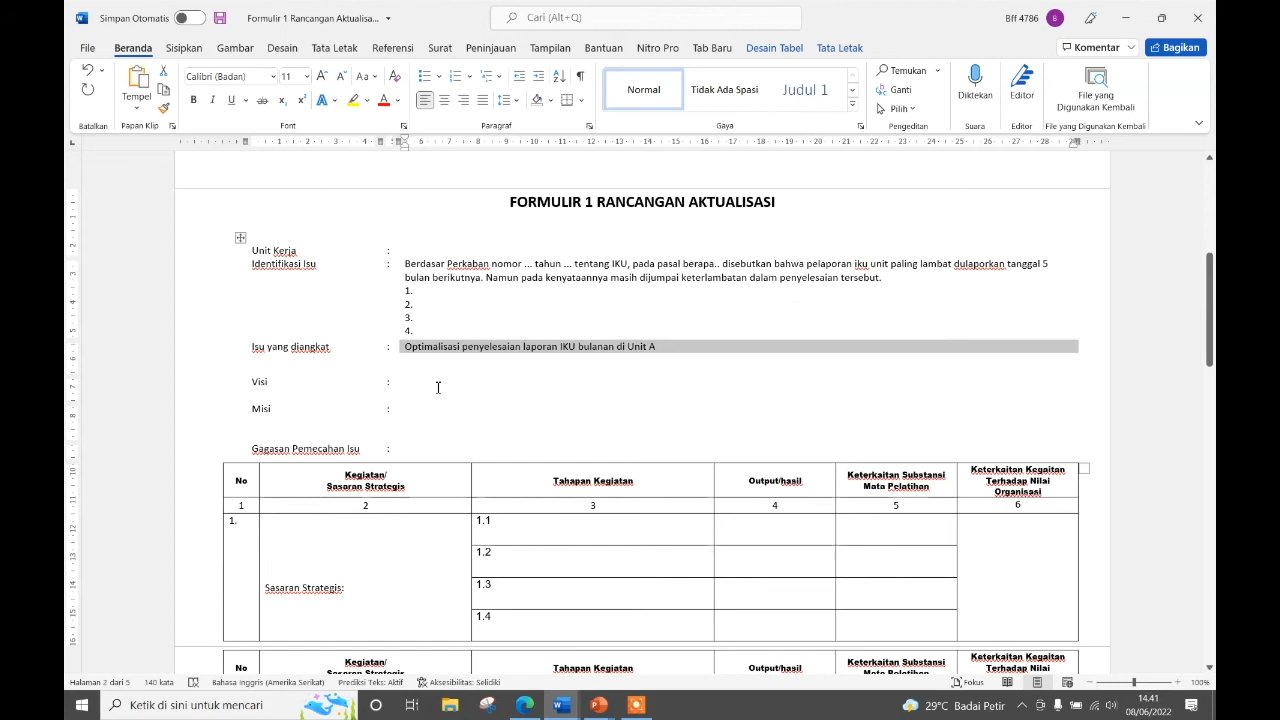 Simpan Otomatis
Formulir 1 Rancangan Aktualisa...
Cari (Alt+Q)
Bff 4786
B
File Beranda Sisipkan Gambar Desain Tata Letak Referensi Surat Peninjauan Tampilan Bantuan Nitro Pro Tab Baru Desain Tabel Tata Letak
Komentar
Bagikan
Tempel
Calibri (Badan) 11
Normal
Tidak Ada Spasi
Judul 1
Temukan
Ganti
Pilih
Diktekan
Editor
File yang
Digunakan Kembali
Batalkan Papan Klip Font Paragraf Gaya Pengeditan Suara Editor File yang Digunakan Kembali
FORMULIR 1 RANCANGAN AKTUALISASI
Unit Kerja :
Identifikasi Isu : Berdasar Perkaban nomor ... tahun ... tentang IKU, pada pasal berapa.. disebutkan bahwa pelaporan iku unit paling lambat dulaporkan tanggal 5
bulan berikutnya. Namun pada kenyataannya masih dijumpai keterlambatan dalam penyelesaian tersebut.
1.
2.
3.
4.
Isu yang diangkat : Optimalisasi penyelesaian laporan IKU bulanan di Unit A
Visi :
Misi :
Gagasan Pemecahan Isu :
No
Kegiatan/
Sasaran Strategis
Tahapan Kegiatan
Output/hasil
Keterkaitan Substansi
Mata Pelatihan
Keterkaitan Kegaitan
Terhadap Nilai
Organisasi
1 2 3 4 5 6
1.
Sasaran Strategis:
1.1
1.2
1.3
1.4
No
Kegiatan/
Sasaran Strategis
Tahapan Kegiatan
Output/hasil
Keterkaitan Substansi
Mata Pelatihan
Keterkaitan Kegaitan
Terhadap Nilai
Halaman 2 dari 5 140 kata Bahasa Inggris (Amerika Serikat) Prediksi Teks: Aktif Aksesibilitas: Selidiki Fokus 100%
Ketik di sini untuk mencari
29°C Badai Petir
14.41
08/06/2022